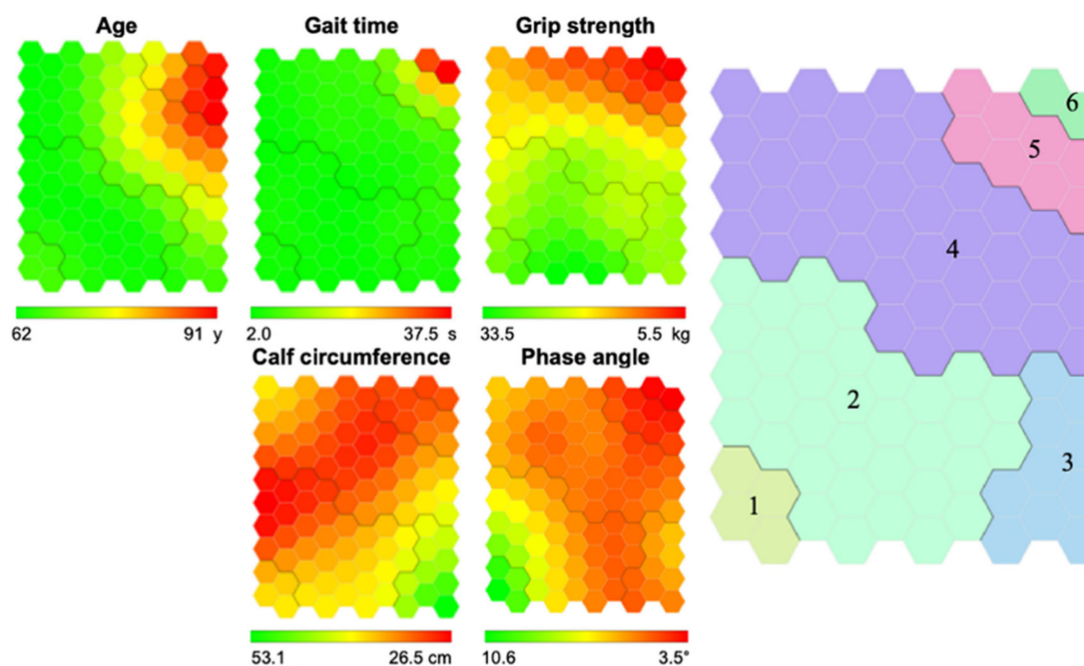 Age
Gait time
Grip strength
62 91 y
2.0 37.5 s
33.5 5.5 kg
Calf circumference
Phase angle
53.1 26.5 cm
10.6 3.5°
6
5
4
2
3
1